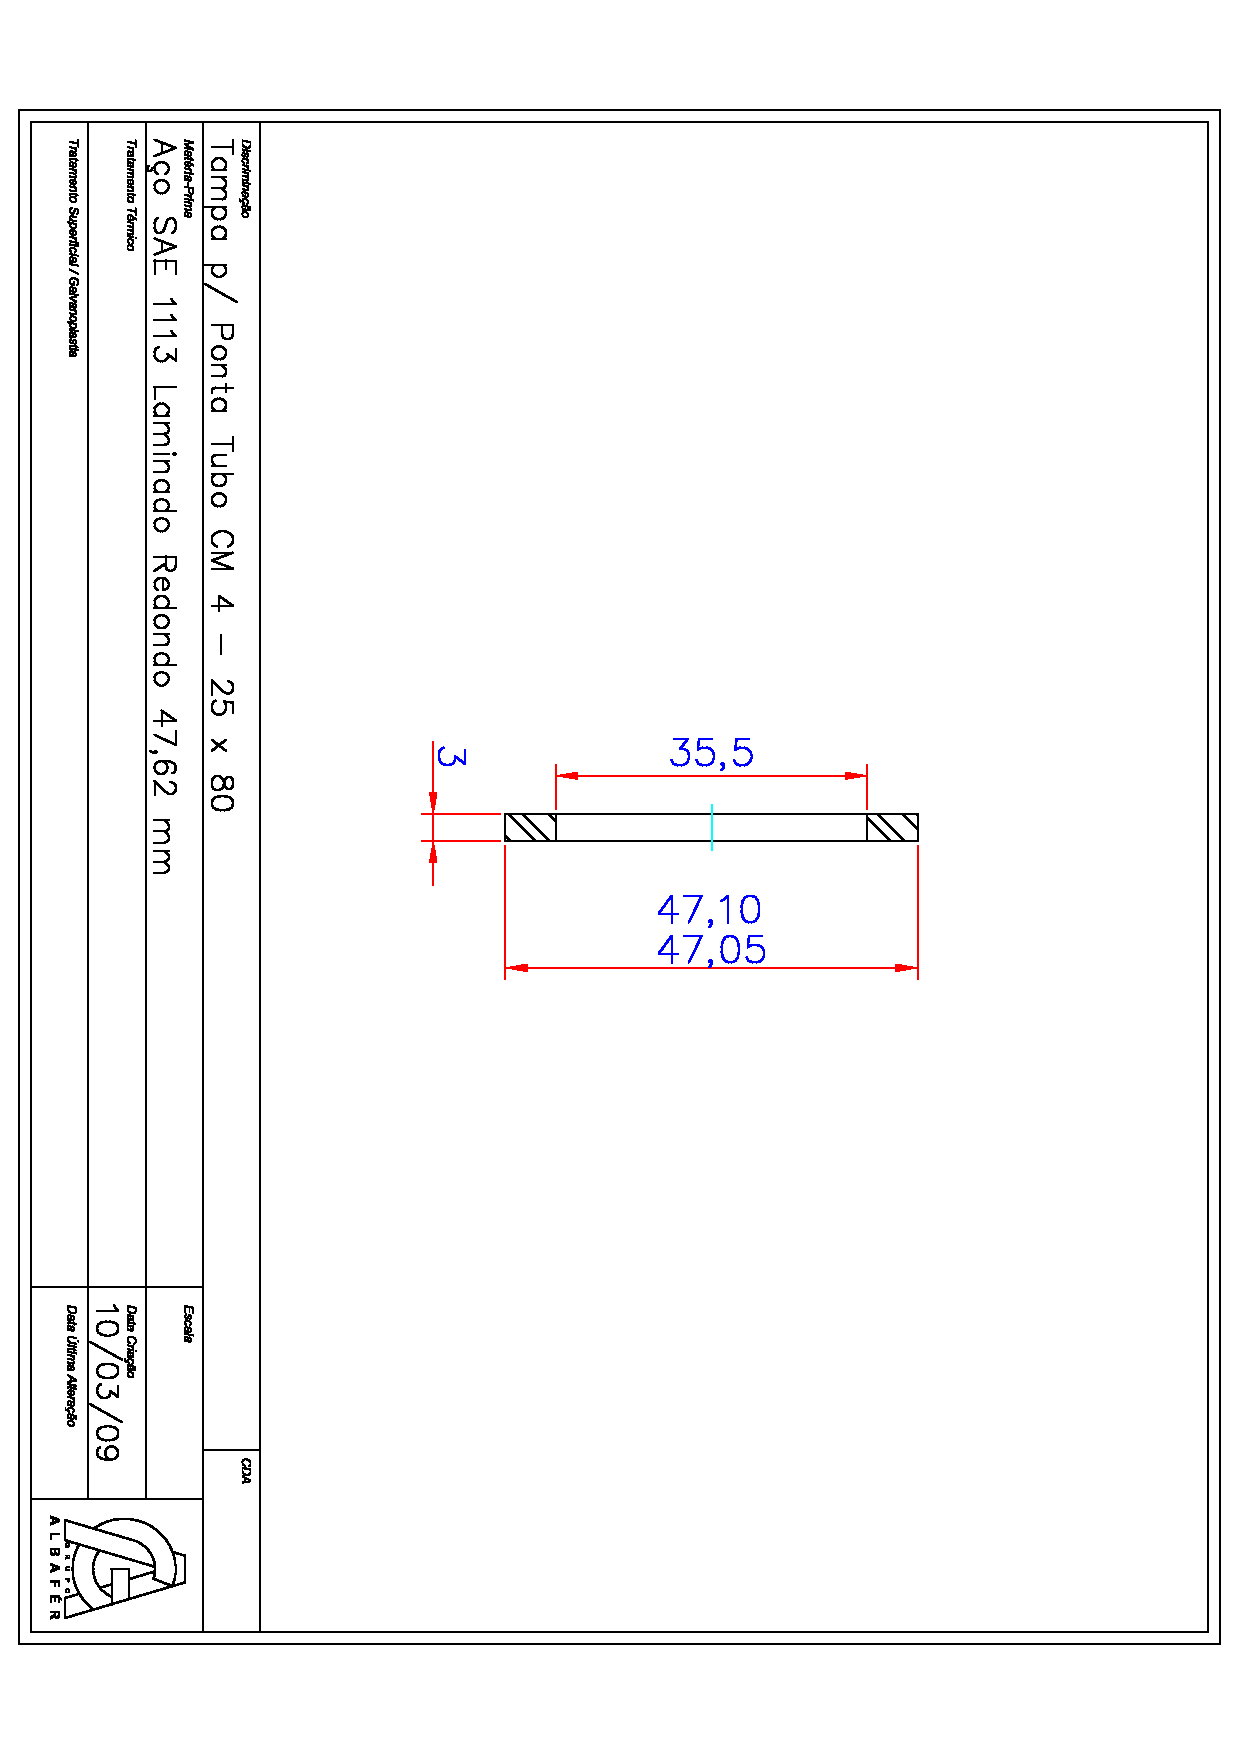 35,5
3
47,10
47,05
Discriminação
Tampa p/ Ponta Tubo CM 4 - 25 x 80
CDA
Matéria-Prima
Aço SAE 1113 Laminado Redondo 47,62 mm
Escala
Tratamento Térmico
Data Criação
10/03/09
Tratamento Superficial / Galvanoplastia
Data Última Alteração
GRUPO
ALBAFÉR